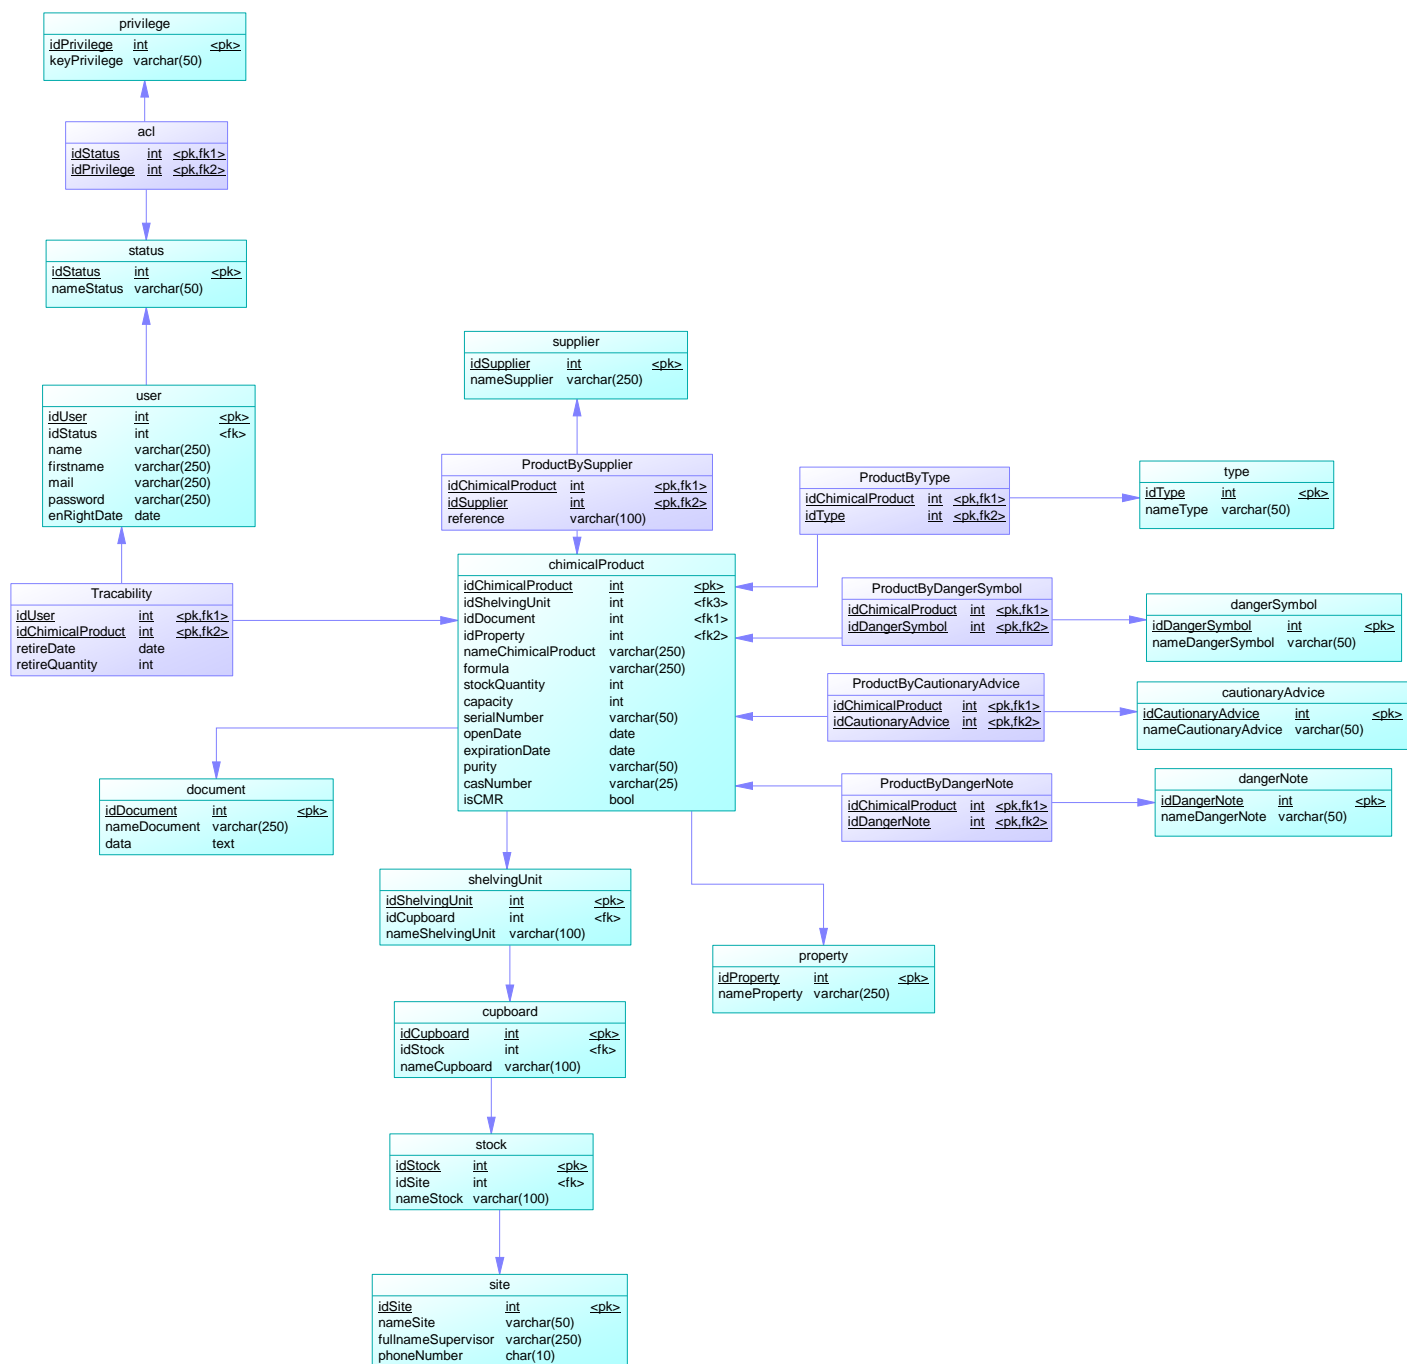 privilege
idPrivilege int <pk>
keyPrivilege varchar(50)
acl
idStatus int <pk,fk1>
idPrivilege int <pk,fk2>
status
idStatus int <pk>
nameStatus varchar(50)
user
idUser int <pk>
idStatus int <fk>
name varchar(250)
firstname varchar(250)
mail varchar(250)
password varchar(250)
enRightDate date
Tracability
idUser int <pk,fk1>
idChimicalProduct int <pk,fk2>
retireDate date
retireQuantity int
supplier
idSupplier int <pk>
nameSupplier varchar(250)
ProductBySupplier
idChimicalProduct int <pk,fk1>
idSupplier int <pk,fk2>
reference varchar(100)
chimicalProduct
idChimicalProduct int <pk>
idShelvingUnit int <fk3>
idDocument int <fk1>
idProperty int <fk2>
nameChimicalProduct varchar(250)
formula varchar(250)
stockQuantity int
capacity int
serialNumber varchar(50)
openDate date
expirationDate date
purity varchar(50)
casNumber varchar(25)
isCMR bool
ProductByType
idChimicalProduct int <pk,fk1>
idType int <pk,fk2>
type
idType int <pk>
nameType varchar(50)
ProductByDangerSymbol
idChimicalProduct int <pk,fk1>
idDangerSymbol int <pk,fk2>
dangerSymbol
idDangerSymbol int <pk>
nameDangerSymbol varchar(50)
ProductByCautionaryAdvice
idChimicalProduct int <pk,fk1>
idCautionaryAdvice int <pk,fk2>
cautionaryAdvice
idCautionaryAdvice int <pk>
nameCautionaryAdvice varchar(50)
ProductByDangerNote
idChimicalProduct int <pk,fk1>
idDangerNote int <pk,fk2>
dangerNote
idDangerNote int <pk>
nameDangerNote varchar(50)
document
idDocument int <pk>
nameDocument varchar(250)
data text
shelvingUnit
idShelvingUnit int <pk>
idCupboard int <fk>
nameShelvingUnit varchar(100)
property
idProperty int <pk>
nameProperty varchar(250)
cupboard
idCupboard int <pk>
idStock int <fk>
nameCupboard varchar(100)
stock
idStock int <pk>
idSite int <fk>
nameStock varchar(100)
site
idSite int <pk>
nameSite varchar(50)
fullnameSupervisor varchar(250)
phoneNumber char(10)